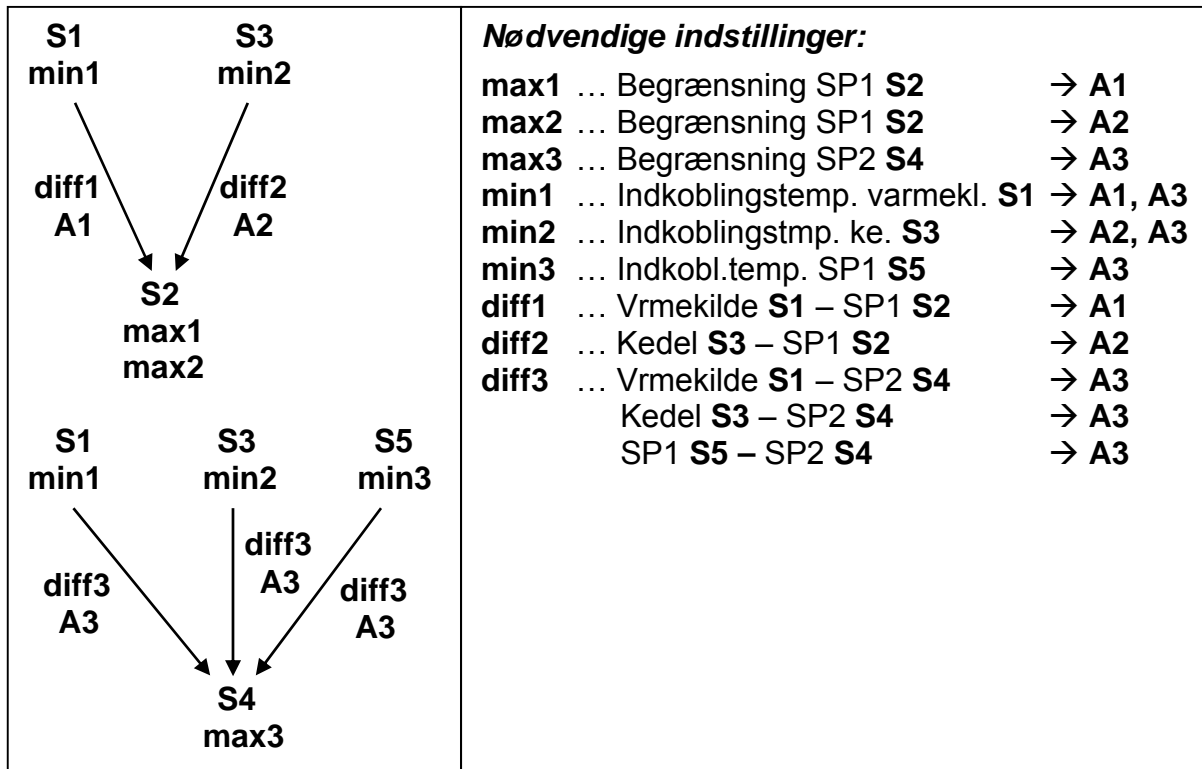 S1 S3
min1 min2
diff1 diff2
A1 A2
S2
max1
max2
S1 S3 S5
min1 min2 min3
diff3
A3
diff3 diff3
A3 A3
S4
max3
Nødvendige indstillinger:
max1 … Begrænsning SP1 S2 → A1
max2 … Begrænsning SP1 S2 → A2
max3 … Begrænsning SP2 S4 → A3
min1 … Indkoblingstemp. varmekl. S1 → A1, A3
min2 … Indkoblingstmp. ke. S3 → A2, A3
min3 … Indkobl.temp. SP1 S5 → A3
diff1 … Vrmekilde S1 – SP1 S2 → A1
diff2 … Kedel S3 – SP1 S2 → A2
diff3 … Vrmekilde S1 – SP2 S4 → A3
Kedel S3 – SP2 S4 → A3
SP1 S5 – SP2 S4 → A3